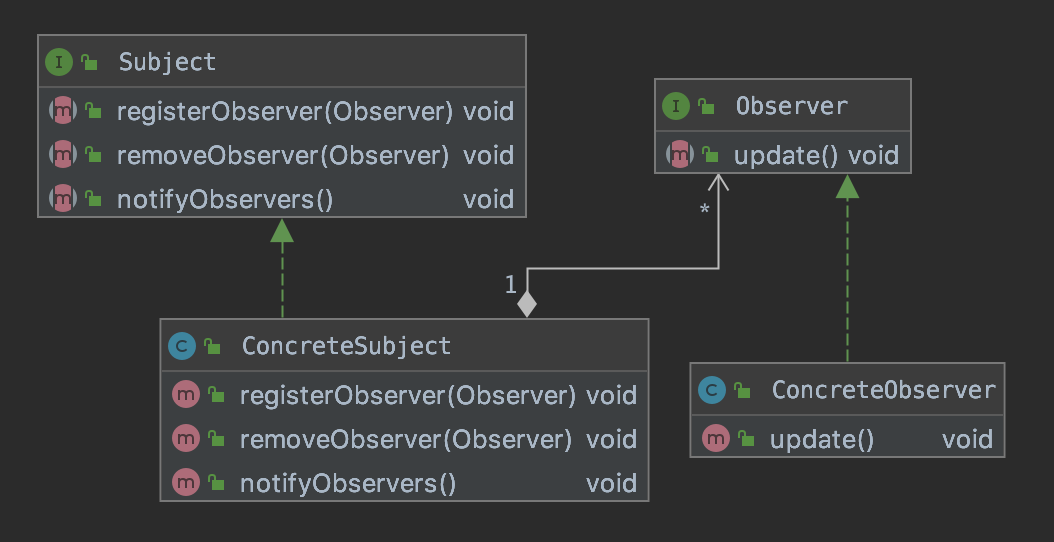 I Subject
m registerObserver(Observer) void
m removeObserver(Observer) void
m notifyObservers() void
I Observer
m update() void
*
1
C ConcreteSubject
m registerObserver(Observer) void
m removeObserver(Observer) void
m notifyObservers() void
C ConcreteObserver
m update() void